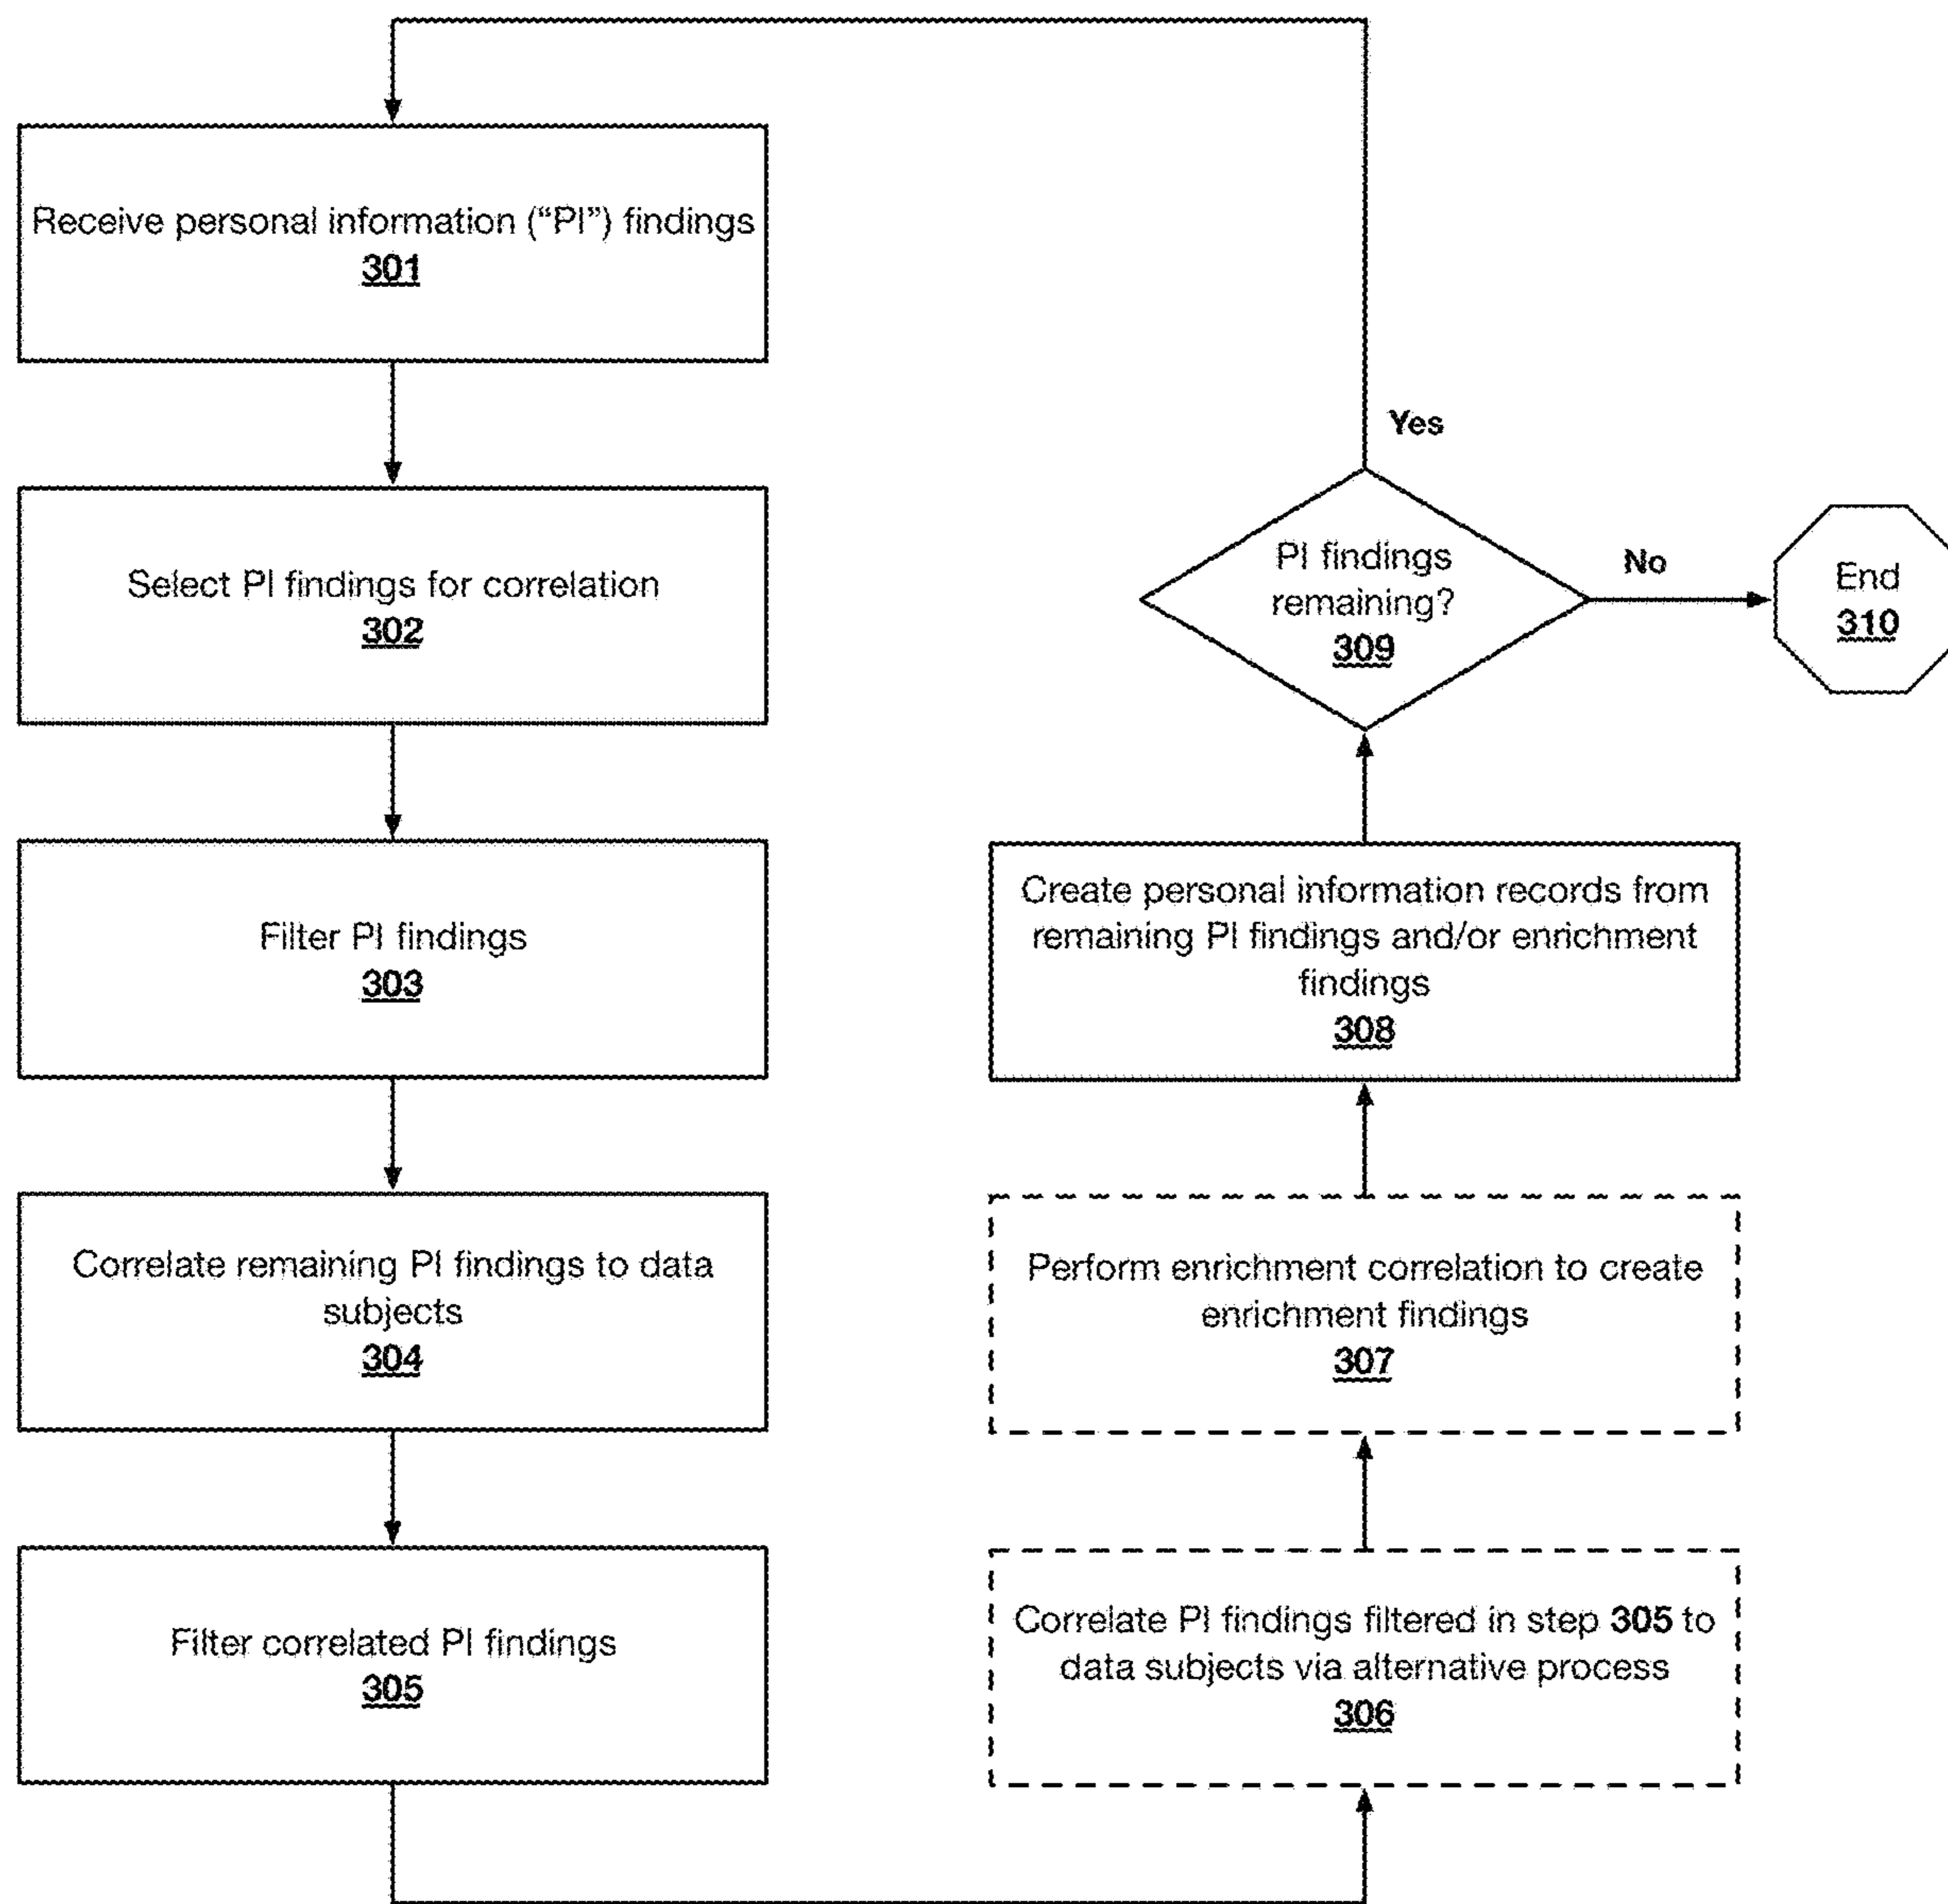 Receive personal information (“PI”) findings
301
Select PI findings for correlation
302
Filter PI findings
303
Correlate remaining PI findings to data
subjects
304
Filter correlated PI findings
305
Correlate PI findings filtered in step 305 to
data subjects via alternative process
306
Perform enrichment correlation to create
enrichment findings
307
Create personal information records from
remaining PI findings and/or enrichment
findings
308
PI findings
remaining?
309
Yes
No
End
310